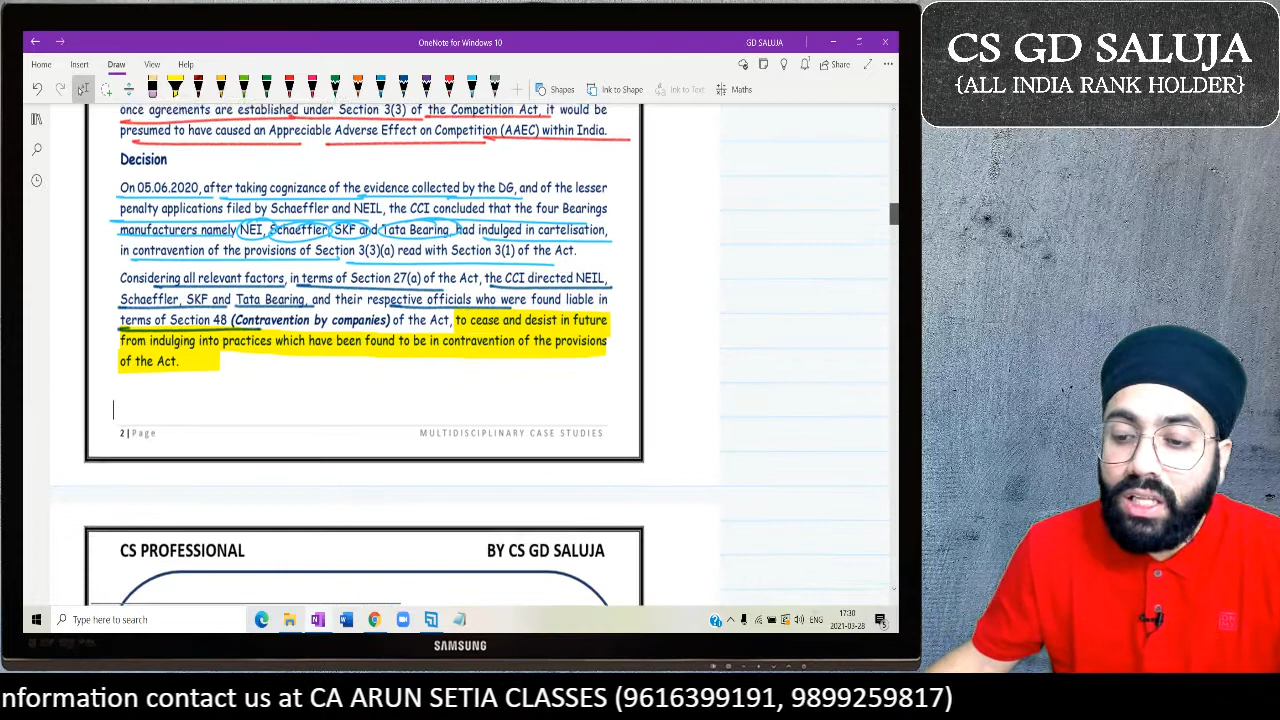 OneNote for Windows 10
GD SALUJA
Home Insert Draw View Help
Share
Shapes Ink to Shape Ink to Text Maths
once agreements are established under Section 3(3) of the Competition Act, it would be
presumed to have caused an Appreciable Adverse Effect on Competition (AAEC) within India.
Decision
On 05.06.2020, after taking cognizance of the evidence collected by the DG, and of the lesser
penalty applications filed by Schaeffler and NEIL, the CCI concluded that the four Bearings
manufacturers namely NEI, Schaeffler, SKF and Tata Bearing, had indulged in cartelisation,
in contravention of the provisions of Section 3(3)(a) read with Section 3(1) of the Act.
Considering all relevant factors, in terms of Section 27(a) of the Act, the CCI directed NEIL,
Schaeffler, SKF and Tata Bearing, and their respective officials who were found liable in
terms of Section 48 (Contravention by companies) of the Act, to cease and desist in future
from indulging into practices which have been found to be in contravention of the provisions
of the Act.
2 | Page MULTIDISCIPLINARY CASE STUDIES
CS PROFESSIONAL BY CS GD SALUJA
Type here to search
ENG
17:30
2021-03-28
5
SAMSUNG
CS GD SALUJA
{ALL INDIA RANK HOLDER}
nformation contact us at CA ARUN SETIA CLASSES (9616399191, 9899259817)